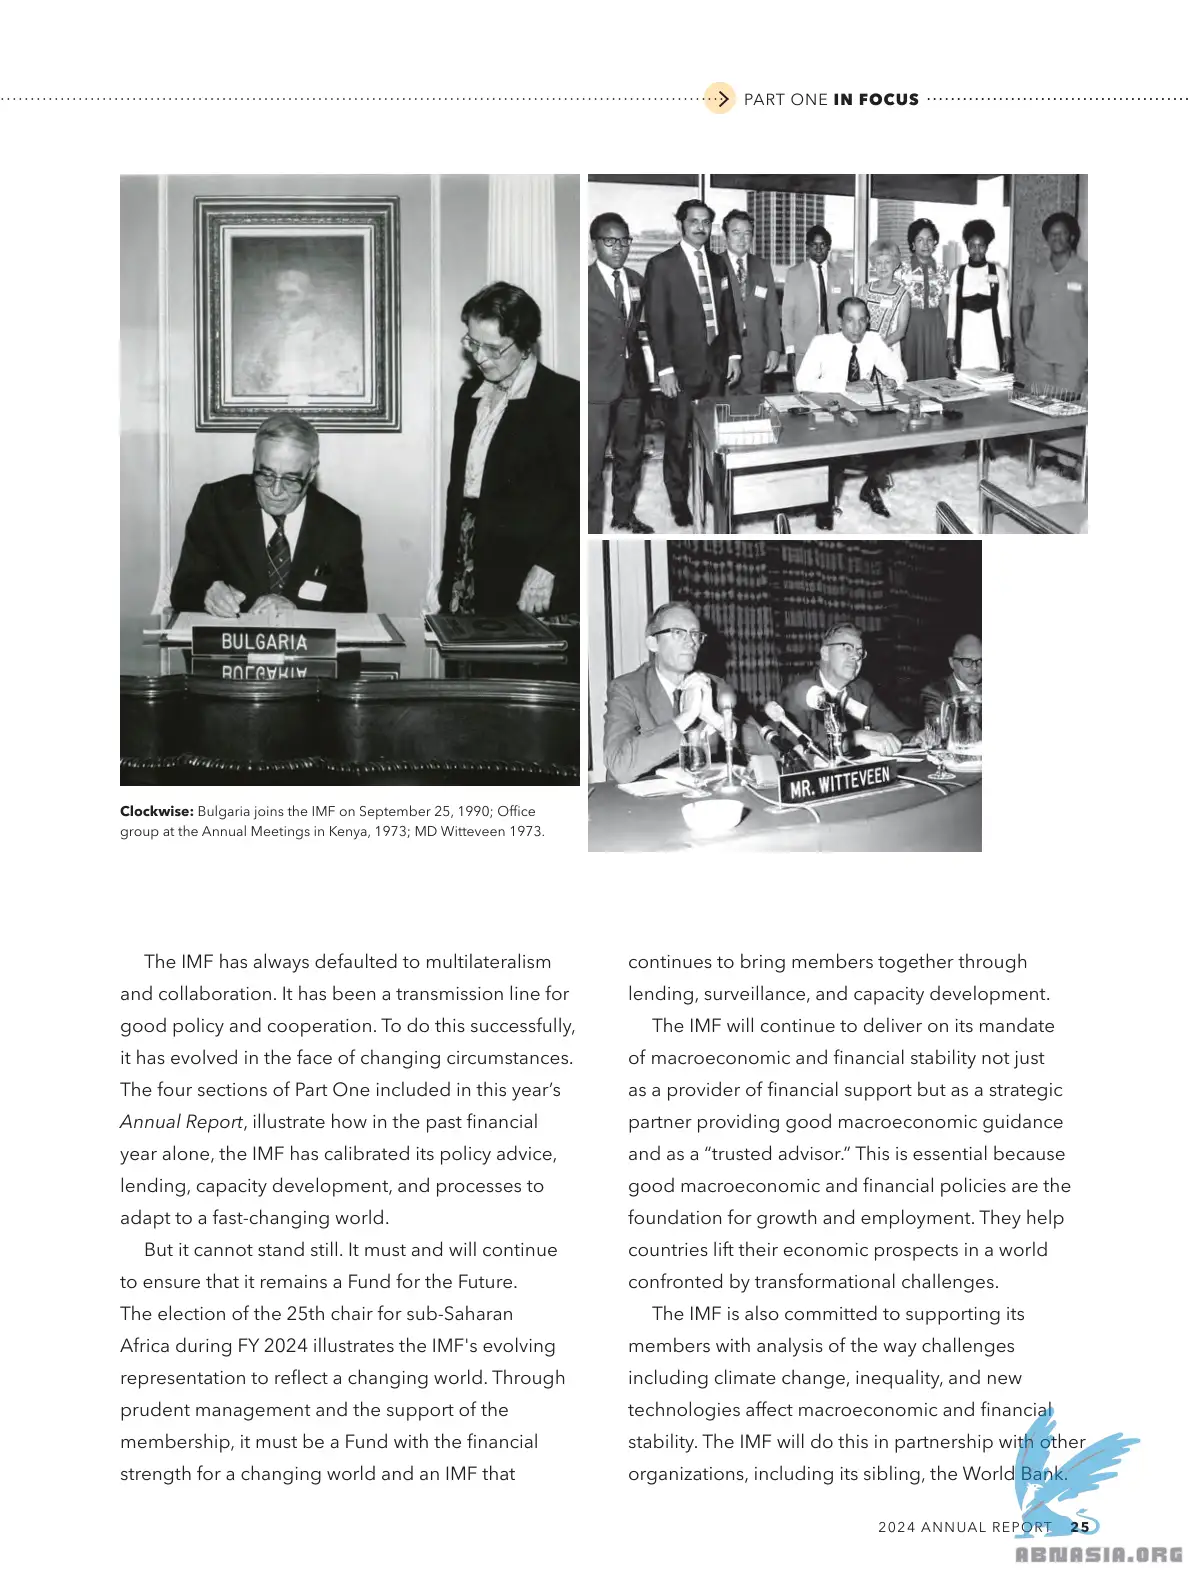 PART ONE IN FOCUS
BULGARIA
MR. WITTEVEEN
Clockwise: Bulgaria joins the IMF on September 25, 1990; Office
group at the Annual Meetings in Kenya, 1973; MD Witteveen 1973.
The IMF has always defaulted to multilateralism
and collaboration. It has been a transmission line for
good policy and cooperation. To do this successfully,
it has evolved in the face of changing circumstances.
The four sections of Part One included in this year’s
Annual Report, illustrate how in the past financial
year alone, the IMF has calibrated its policy advice,
lending, capacity development, and processes to
adapt to a fast-changing world.
But it cannot stand still. It must and will continue
to ensure that it remains a Fund for the Future.
The election of the 25th chair for sub-Saharan
Africa during FY 2024 illustrates the IMF's evolving
representation to reflect a changing world. Through
prudent management and the support of the
membership, it must be a Fund with the financial
strength for a changing world and an IMF that
continues to bring members together through
lending, surveillance, and capacity development.
The IMF will continue to deliver on its mandate
of macroeconomic and financial stability not just
as a provider of financial support but as a strategic
partner providing good macroeconomic guidance
and as a “trusted advisor.” This is essential because
good macroeconomic and financial policies are the
foundation for growth and employment. They help
countries lift their economic prospects in a world
confronted by transformational challenges.
The IMF is also committed to supporting its
members with analysis of the way challenges
including climate change, inequality, and new
technologies affect macroeconomic and financial
stability. The IMF will do this in partnership with other
organizations, including its sibling, the World Bank.
2024 ANNUAL REPORT 25
ABNASIA.ORG